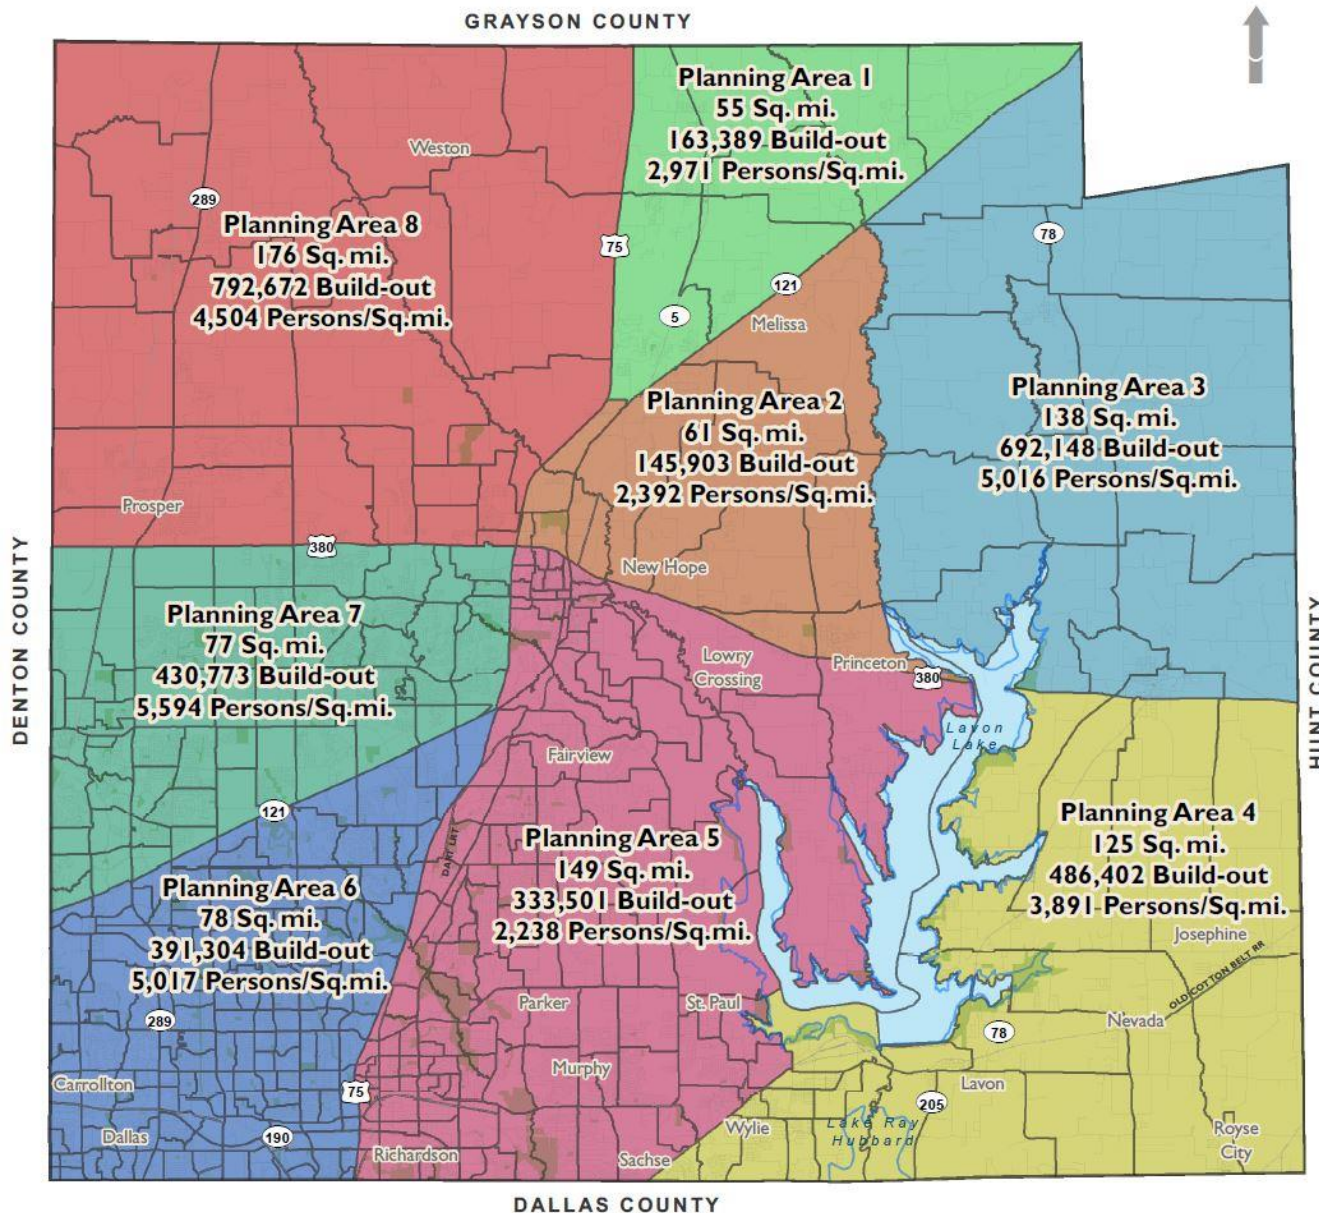 GRAYSON COUNTY
Planning Area 1
55 Sq. mi.
163,389 Build-out
2,971 Persons/Sq.mi.
Weston
289
Planning Area 8
176 Sq. mi.
792,672 Build-out
4,504 Persons/Sq.mi.
75
78
121
5
Melissa
Planning Area 2
61 Sq. mi.
145,903 Build-out
2,392 Persons/Sq.mi.
Planning Area 3
138 Sq. mi.
692,148 Build-out
5,016 Persons/Sq.mi.
Prosper
380
New Hope
DENTON COUNTY
HUNT COUNTY
Planning Area 7
77 Sq. mi.
430,773 Build-out
5,594 Persons/Sq.mi.
Lowry
Crossing
Princeton
380
Lavon
Lake
Fairview
121
DART LRT
Planning Area 5
149 Sq. mi.
333,501 Build-out
2,238 Persons/Sq.mi.
Planning Area 4
125 Sq. mi.
486,402 Build-out
3,891 Persons/Sq.mi.
Planning Area 6
78 Sq. mi.
391,304 Build-out
5,017 Persons/Sq.mi.
Josephine
OLD COTTON BELT RR
289
Parker
St. Paul
78
Nevada
Murphy
Carrollton
75
Lavon
205
Dallas
190
Wylie
Lake Ray
Hubbard
Royse
City
Richardson
Sachse
DALLAS COUNTY